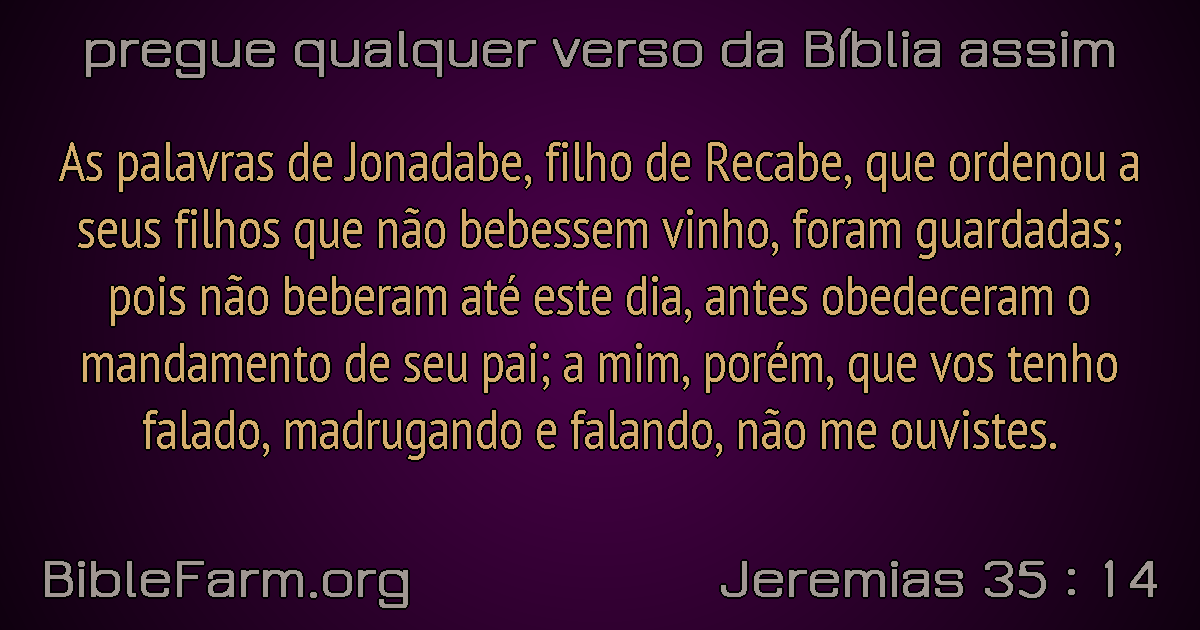 pregue qualquer verso da Bíblia assim
As palavras de Jonadabe, filho de Recabe, que ordenou a
seus filhos que não bebessem vinho, foram guardadas;
pois não beberam até este dia, antes obedeceram o
mandamento de seu pai; a mim, porém, que vos tenho
falado, madrugando e falando, não me ouvistes.
BibleFarm.org
Jeremias 35 : 14